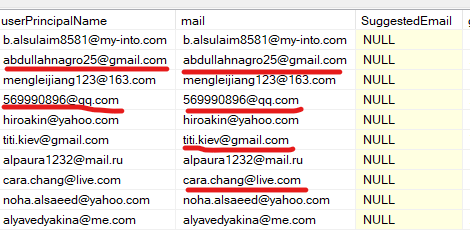 userPrincipalName mail SuggestedEmail
b.alsulaim8581@my-into.com b.alsulaim8581@my-into.com NULL
abdullahnagro25@gmail.com abdullahnagro25@gmail.com NULL
mengleijiang123@163.com mengleijiang123@163.com NULL
569990896@qq.com 569990896@qq.com NULL
hiroakin@yahoo.com hiroakin@yahoo.com NULL
titi.kiev@gmail.com titi.kiev@gmail.com NULL
alpaura1232@mail.ru alpaura1232@mail.ru NULL
cara.chang@live.com cara.chang@live.com NULL
noha.alsaeed@yahoo.com noha.alsaeed@yahoo.com NULL
alyavedyakina@me.com alyavedyakina@me.com NULL